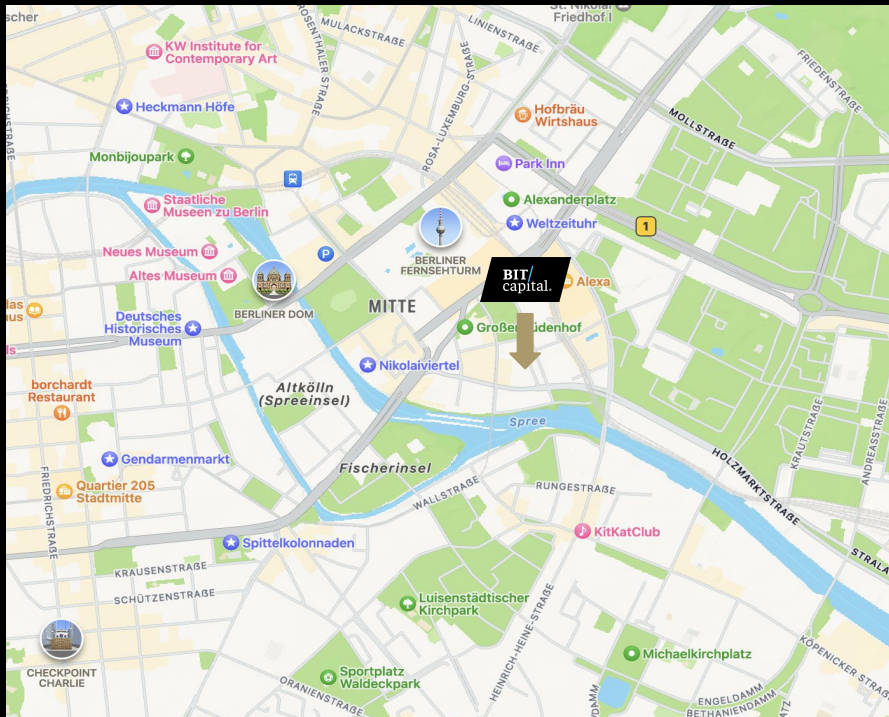 St. Nikolai
Friedhof I
MULACKSTRAẞE
LINIENSTRAẞE
ROSENTHALER STRAẞE
KW Institute for
Contemporary Art
FRIEDENSTRAẞE
ROSA-LUXEMBURG-STRAẞE
Heckmann Höfe
Hofbräu
Wirtshaus
MOLLSTRAẞE
Monbijoupark
Park Inn
Staatliche
Museen zu Berlin
Alexanderplatz
Weltzeituhr
1
Neues Museum
P
BERLINER
FERNSEHTURM
Altes Museum
BIT/
capital.
Alexa
BERLINER DOM
MITTE
Deutsches
Historisches
Museum
Großer Jüdenhof
Nikolaiviertel
borchardt
Restaurant
Altkölln
(Spreeinsel)
Spree
KRAUTSTRAẞE
ANDREASSTRAẞE
Gendarmenmarkt
Fischerinsel
HOLZMARKTSTRAẞE
Quartier 205
Stadtmitte
WALLSTRAẞE
RUNGESTRAẞE
FRIEDRICHSTRAẞE
KitKatClub
Spittelkolonnaden
STRALA
KRAUSENSTRAẞE
SCHÜTZENSTRAẞE
Luisenstädtischer
Kirchpark
HEINRICH-HEINE-STRAẞE
Michaelkirchplatz
KÖPENICKER STRAẞ
CHECKPOINT
CHARLIE
Sportplatz
Waldeckpark
ORANIENSTRAẞE
ENGELDAMM
BETHANIENDAMM